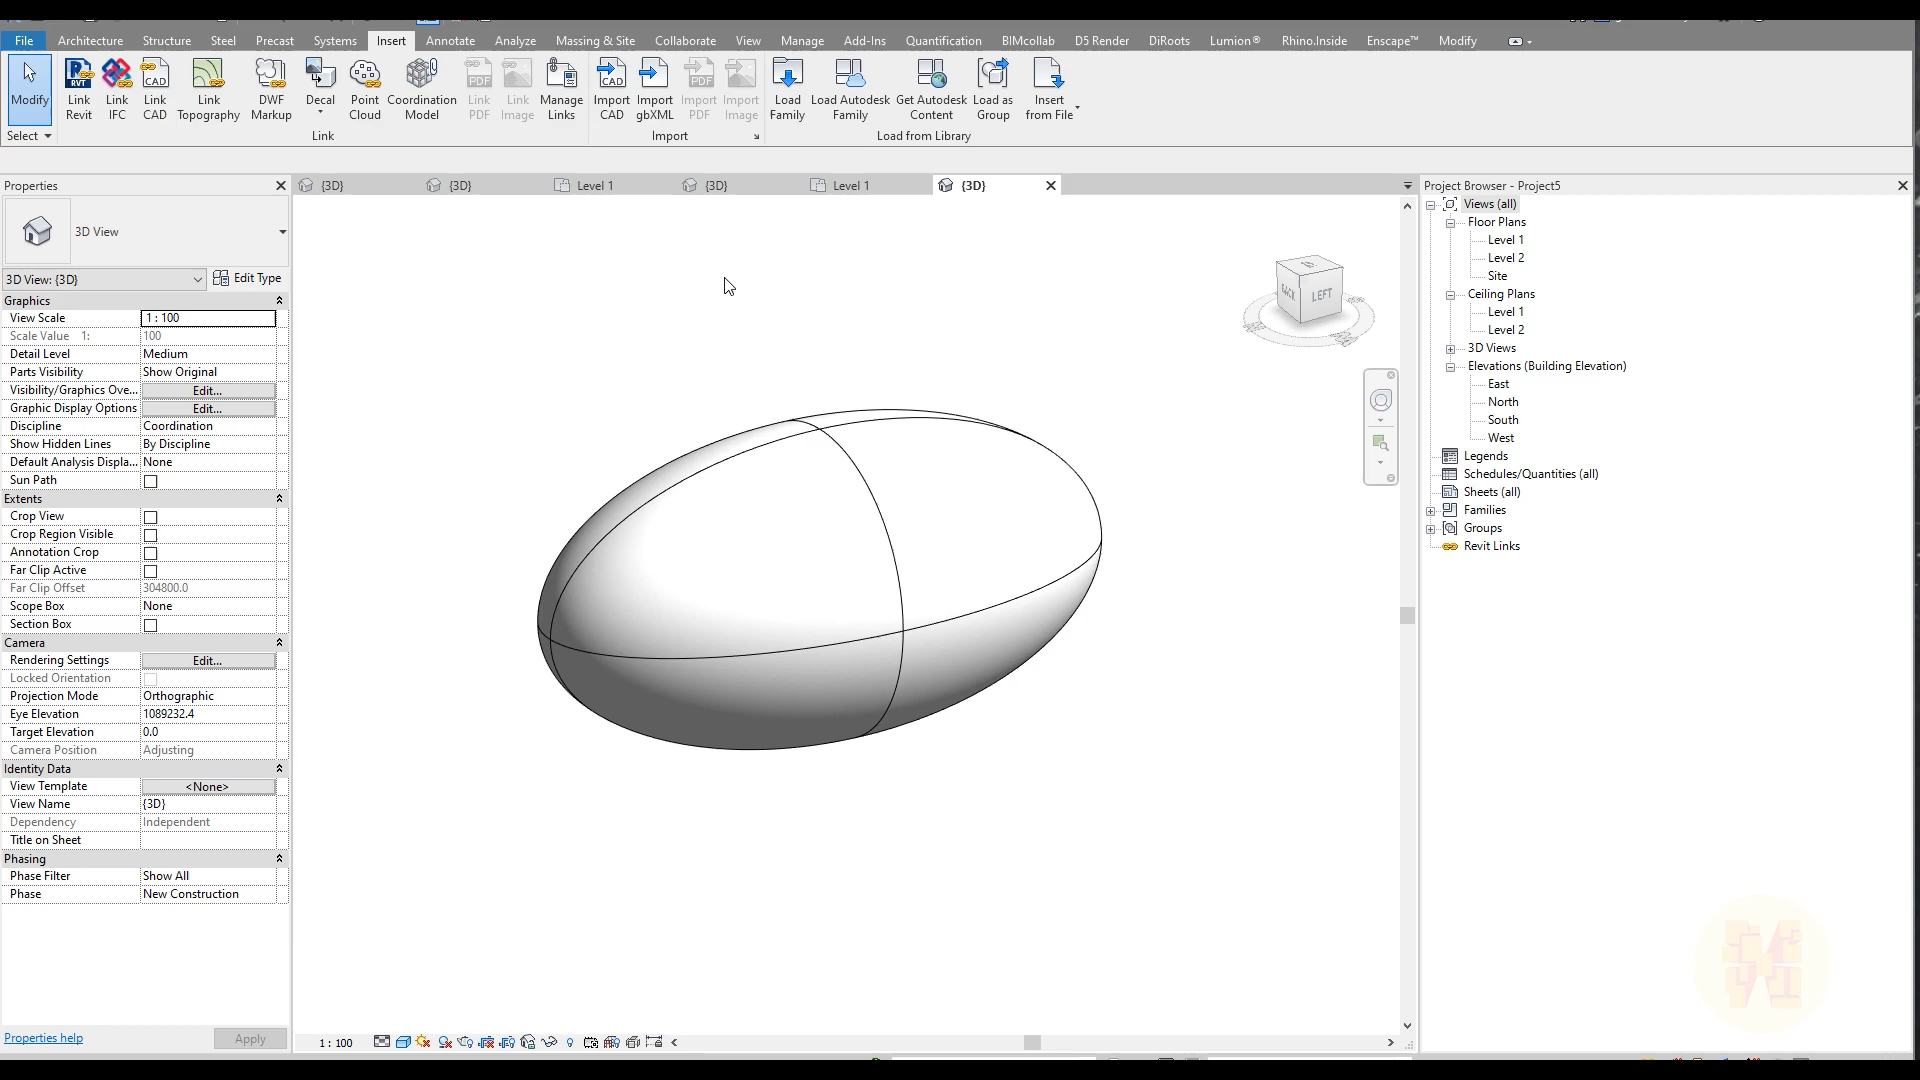 File Architecture Structure Steel Precast Systems Insert Annotate Analyze Massing & Site Collaborate View Manage Add-Ins Quantification BIMcollab D5 Render DiRoots Lumion® Rhino.Inside Enscape™ Modify
Modify
Link Revit
Link IFC
Link CAD
Link Topography
DWF Markup
Decal
Point Cloud
Coordination Model
Link PDF
Link Image
Manage Links
Import CAD
Import gbXML
Import PDF
Import Image
Load Family
Load Autodesk Family
Get Autodesk Content
Load as Group
Insert from File
Select
Link
Import
Load from Library
Properties
{3D}
{3D}
Level 1
{3D}
Level 1
{3D}
3D View
3D View: {3D}
Edit Type
Graphics
View Scale 1 : 100
Scale Value 1: 100
Detail Level Medium
Parts Visibility Show Original
Visibility/Graphics Ove... Edit...
Graphic Display Options Edit...
Discipline Coordination
Show Hidden Lines By Discipline
Default Analysis Displa... None
Sun Path
Extents
Crop View
Crop Region Visible
Annotation Crop
Far Clip Active
Far Clip Offset 304800.0
Scope Box None
Section Box
Camera
Rendering Settings Edit...
Locked Orientation
Projection Mode Orthographic
Eye Elevation 1089232.4
Target Elevation 0.0
Camera Position Adjusting
Identity Data
View Template <None>
View Name {3D}
Dependency Independent
Title on Sheet
Phasing
Phase Filter Show All
Phase New Construction
Properties help
Apply
BACK LEFT
1 : 100
Project Browser - Project5
Views (all)
Floor Plans
Level 1
Level 2
Site
Ceiling Plans
Level 1
Level 2
3D Views
Elevations (Building Elevation)
East
North
South
West
Legends
Schedules/Quantities (all)
Sheets (all)
Families
Groups
Revit Links